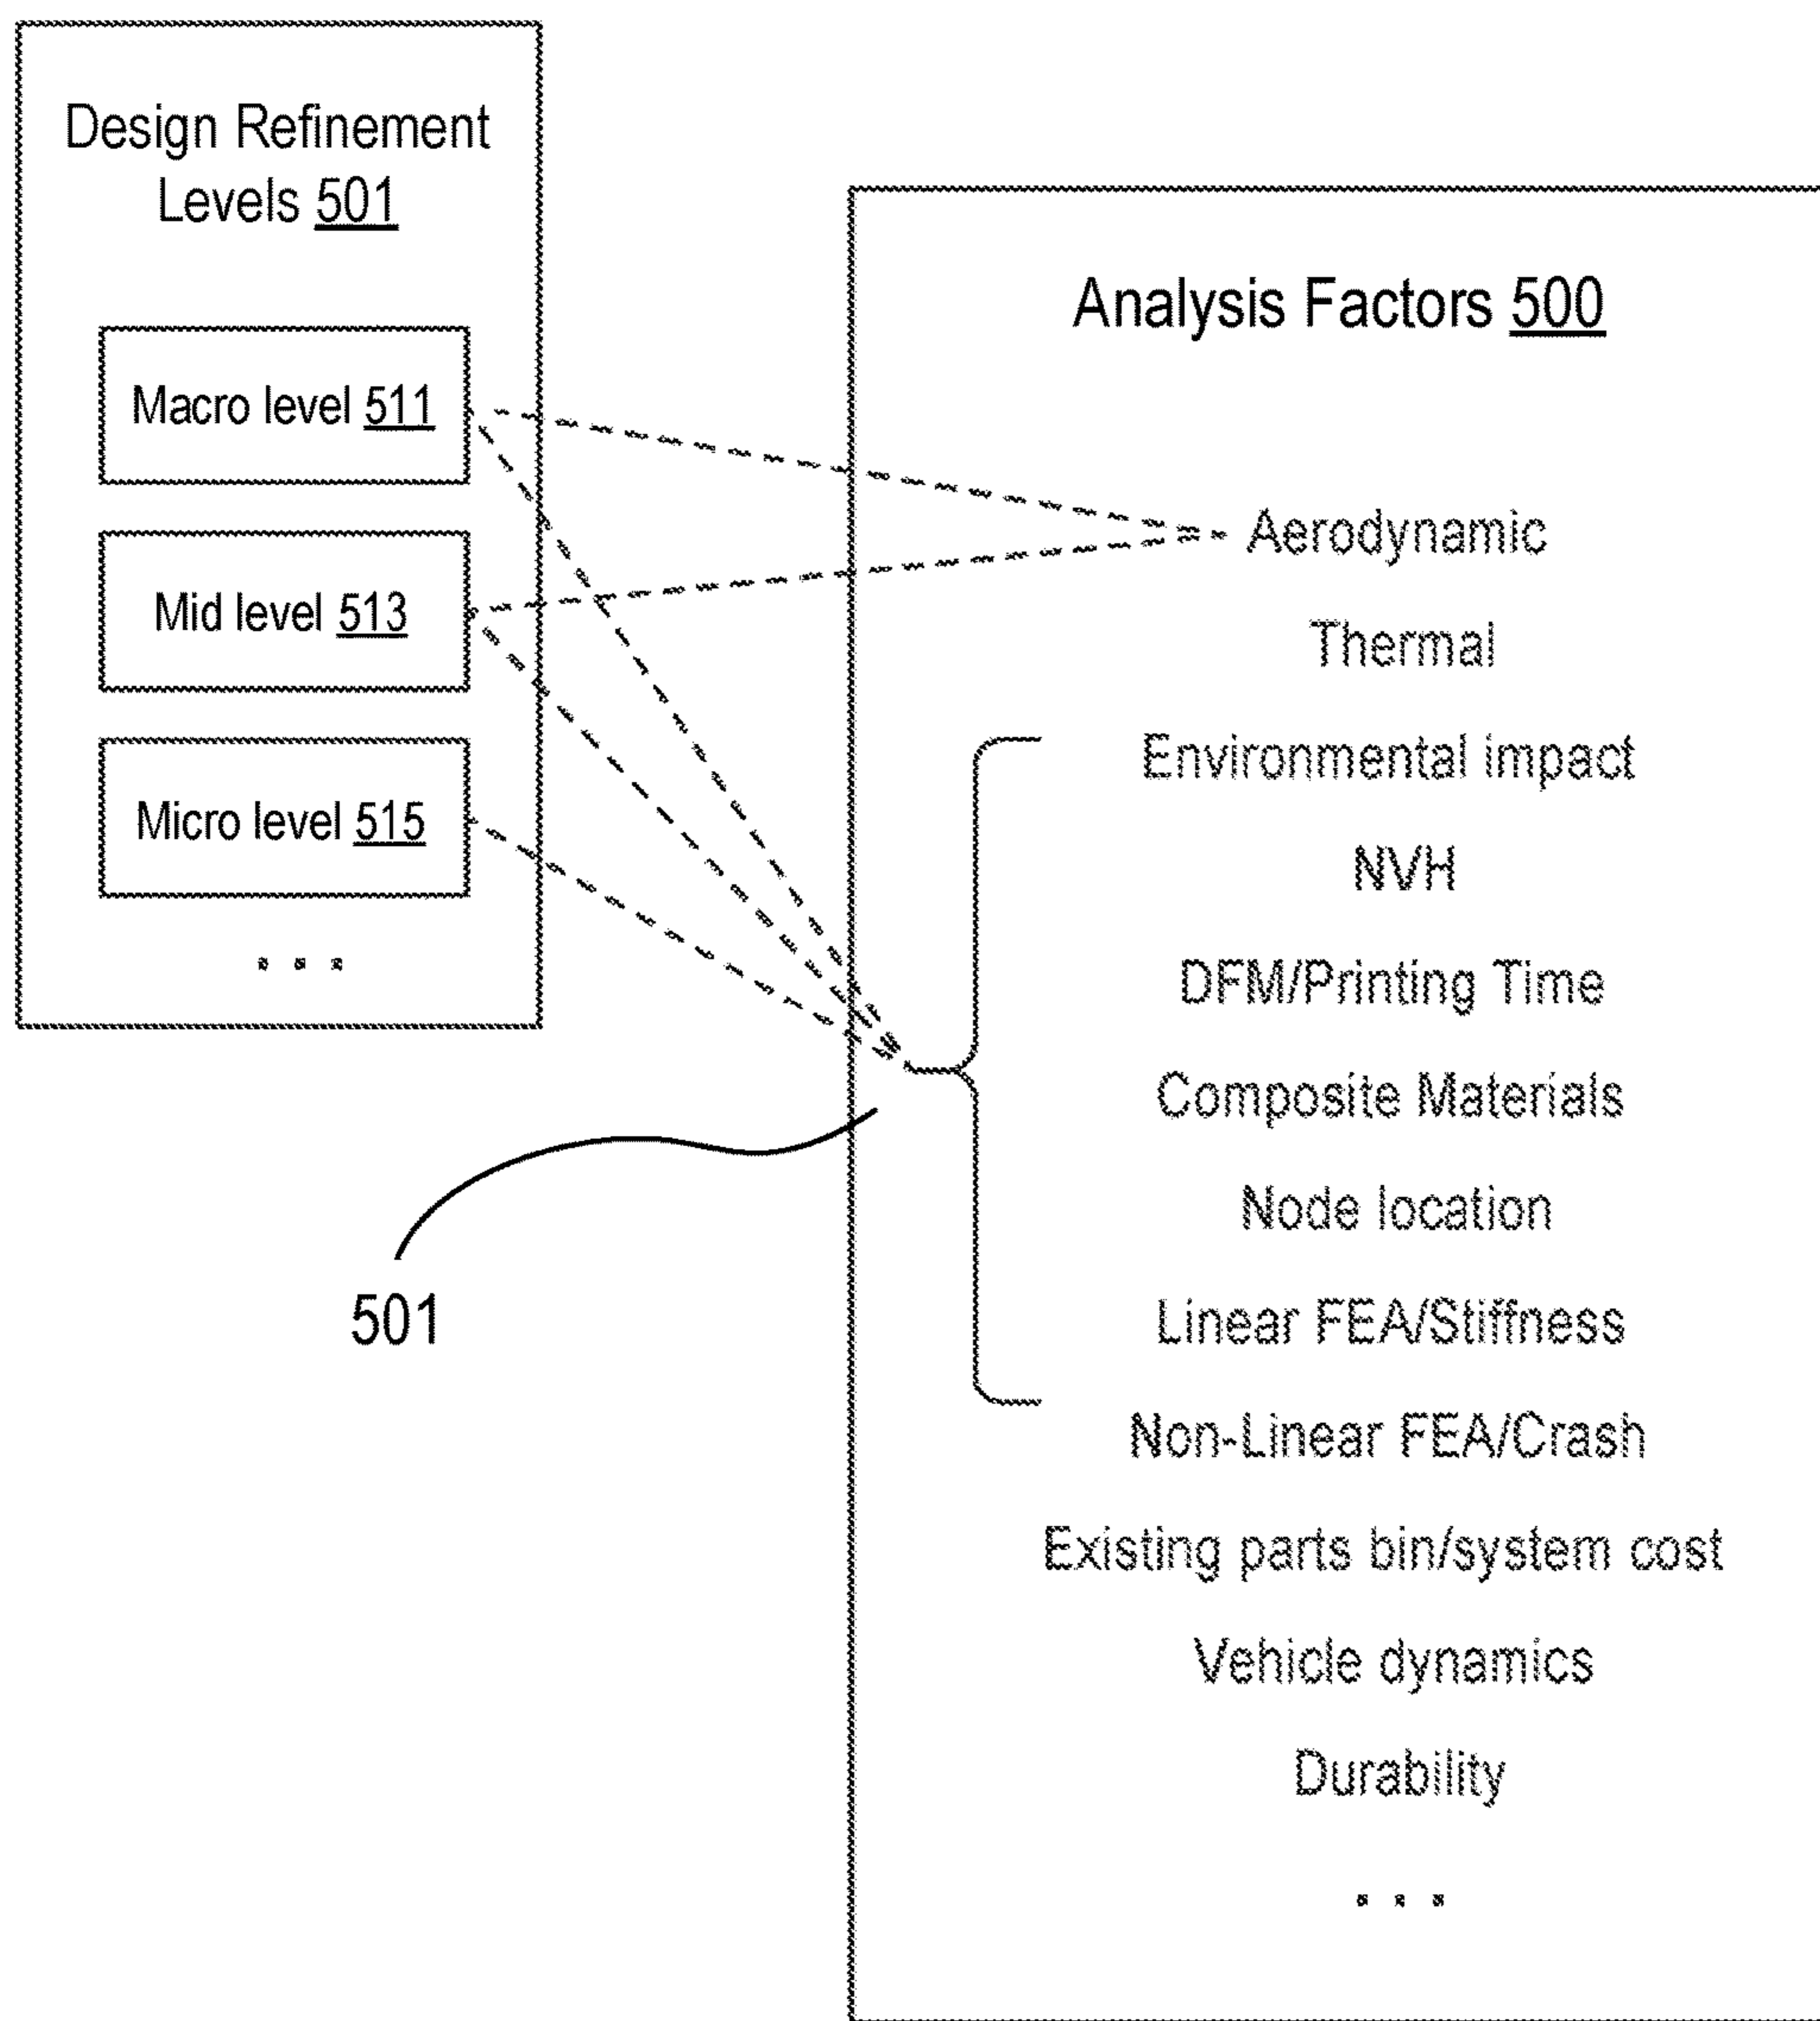 Design Refinement
Levels 501
Macro level 511
Mid level 513
Micro level 515
. . .
501
Analysis Factors 500
Aerodynamic
Thermal
Environmental impact
NVH
DFM/Printing Time
Composite Materials
Node location
Linear FEA/Stiffness
Non-Linear FEA/Crash
Existing parts bin/system cost
Vehicle dynamics
Durability
. . .